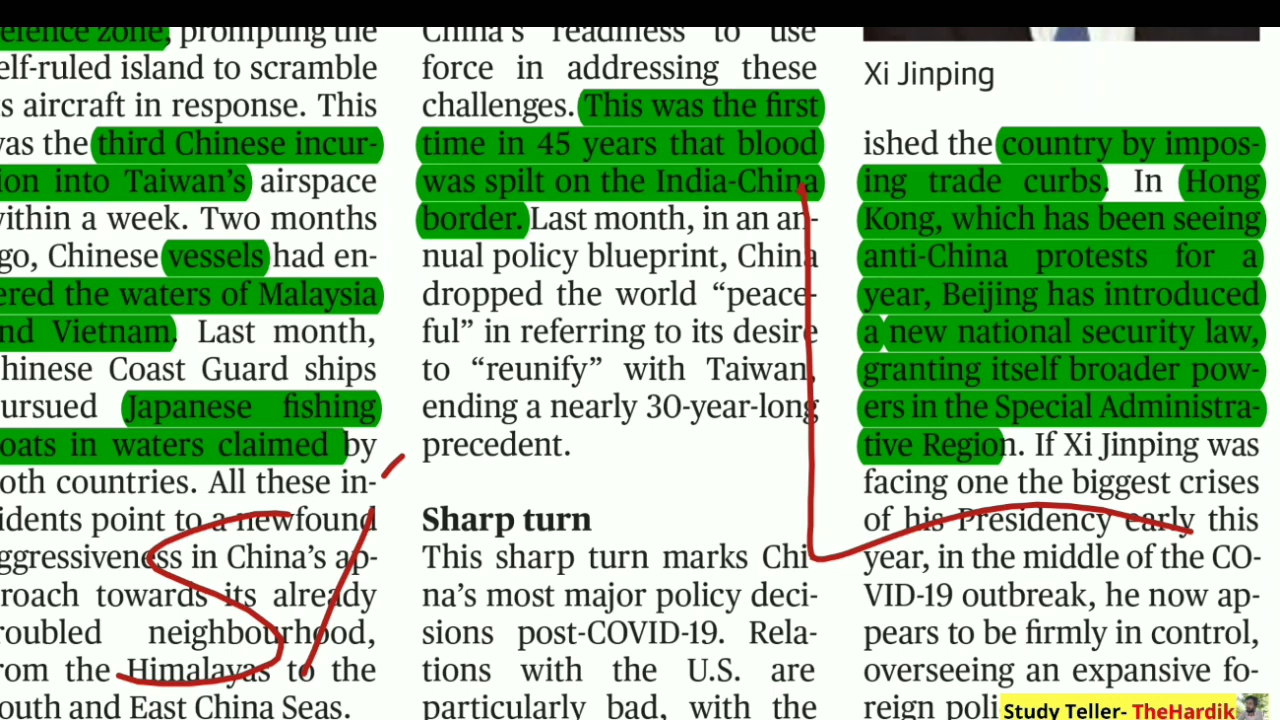 efence zone, prompting the
elf-ruled island to scramble
s aircraft in response. This
was the third Chinese incur-
ion into Taiwan's airspace
within a week. Two months
go, Chinese vessels had en-
ered the waters of Malaysia
nd Vietnam. Last month,
hinese Coast Guard ships
ursued Japanese fishing
oats in waters claimed by
oth countries. All these in-
idents point to a newfound
ggressiveness in China's ap-
roach towards its already
roubled neighbourhood,
rom the Himalayas to the
outh and East China Seas.
China's readiness to use
force in addressing these
challenges. This was the first
time in 45 years that blood
was spilt on the India-China
border. Last month, in an an-
nual policy blueprint, China
dropped the world “peace-
ful” in referring to its desire
to “reunify” with Taiwan,
ending a nearly 30-year-long
precedent.
Sharp turn
This sharp turn marks Chi-
na's most major policy deci-
sions post-COVID-19. Rela-
tions with the U.S. are
particularly bad, with the
Xi Jinping
ished the country by impos-
ing trade curbs. In Hong
Kong, which has been seeing
anti-China protests for a
year, Beijing has introduced
a new national security law,
granting itself broader pow-
ers in the Special Administra-
tive Region. If Xi Jinping was
facing one the biggest crises
of his Presidency early this
year, in the middle of the CO-
VID-19 outbreak, he now ap-
pears to be firmly in control,
overseeing an expansive fo-
reign poli
Study Teller- TheHardik